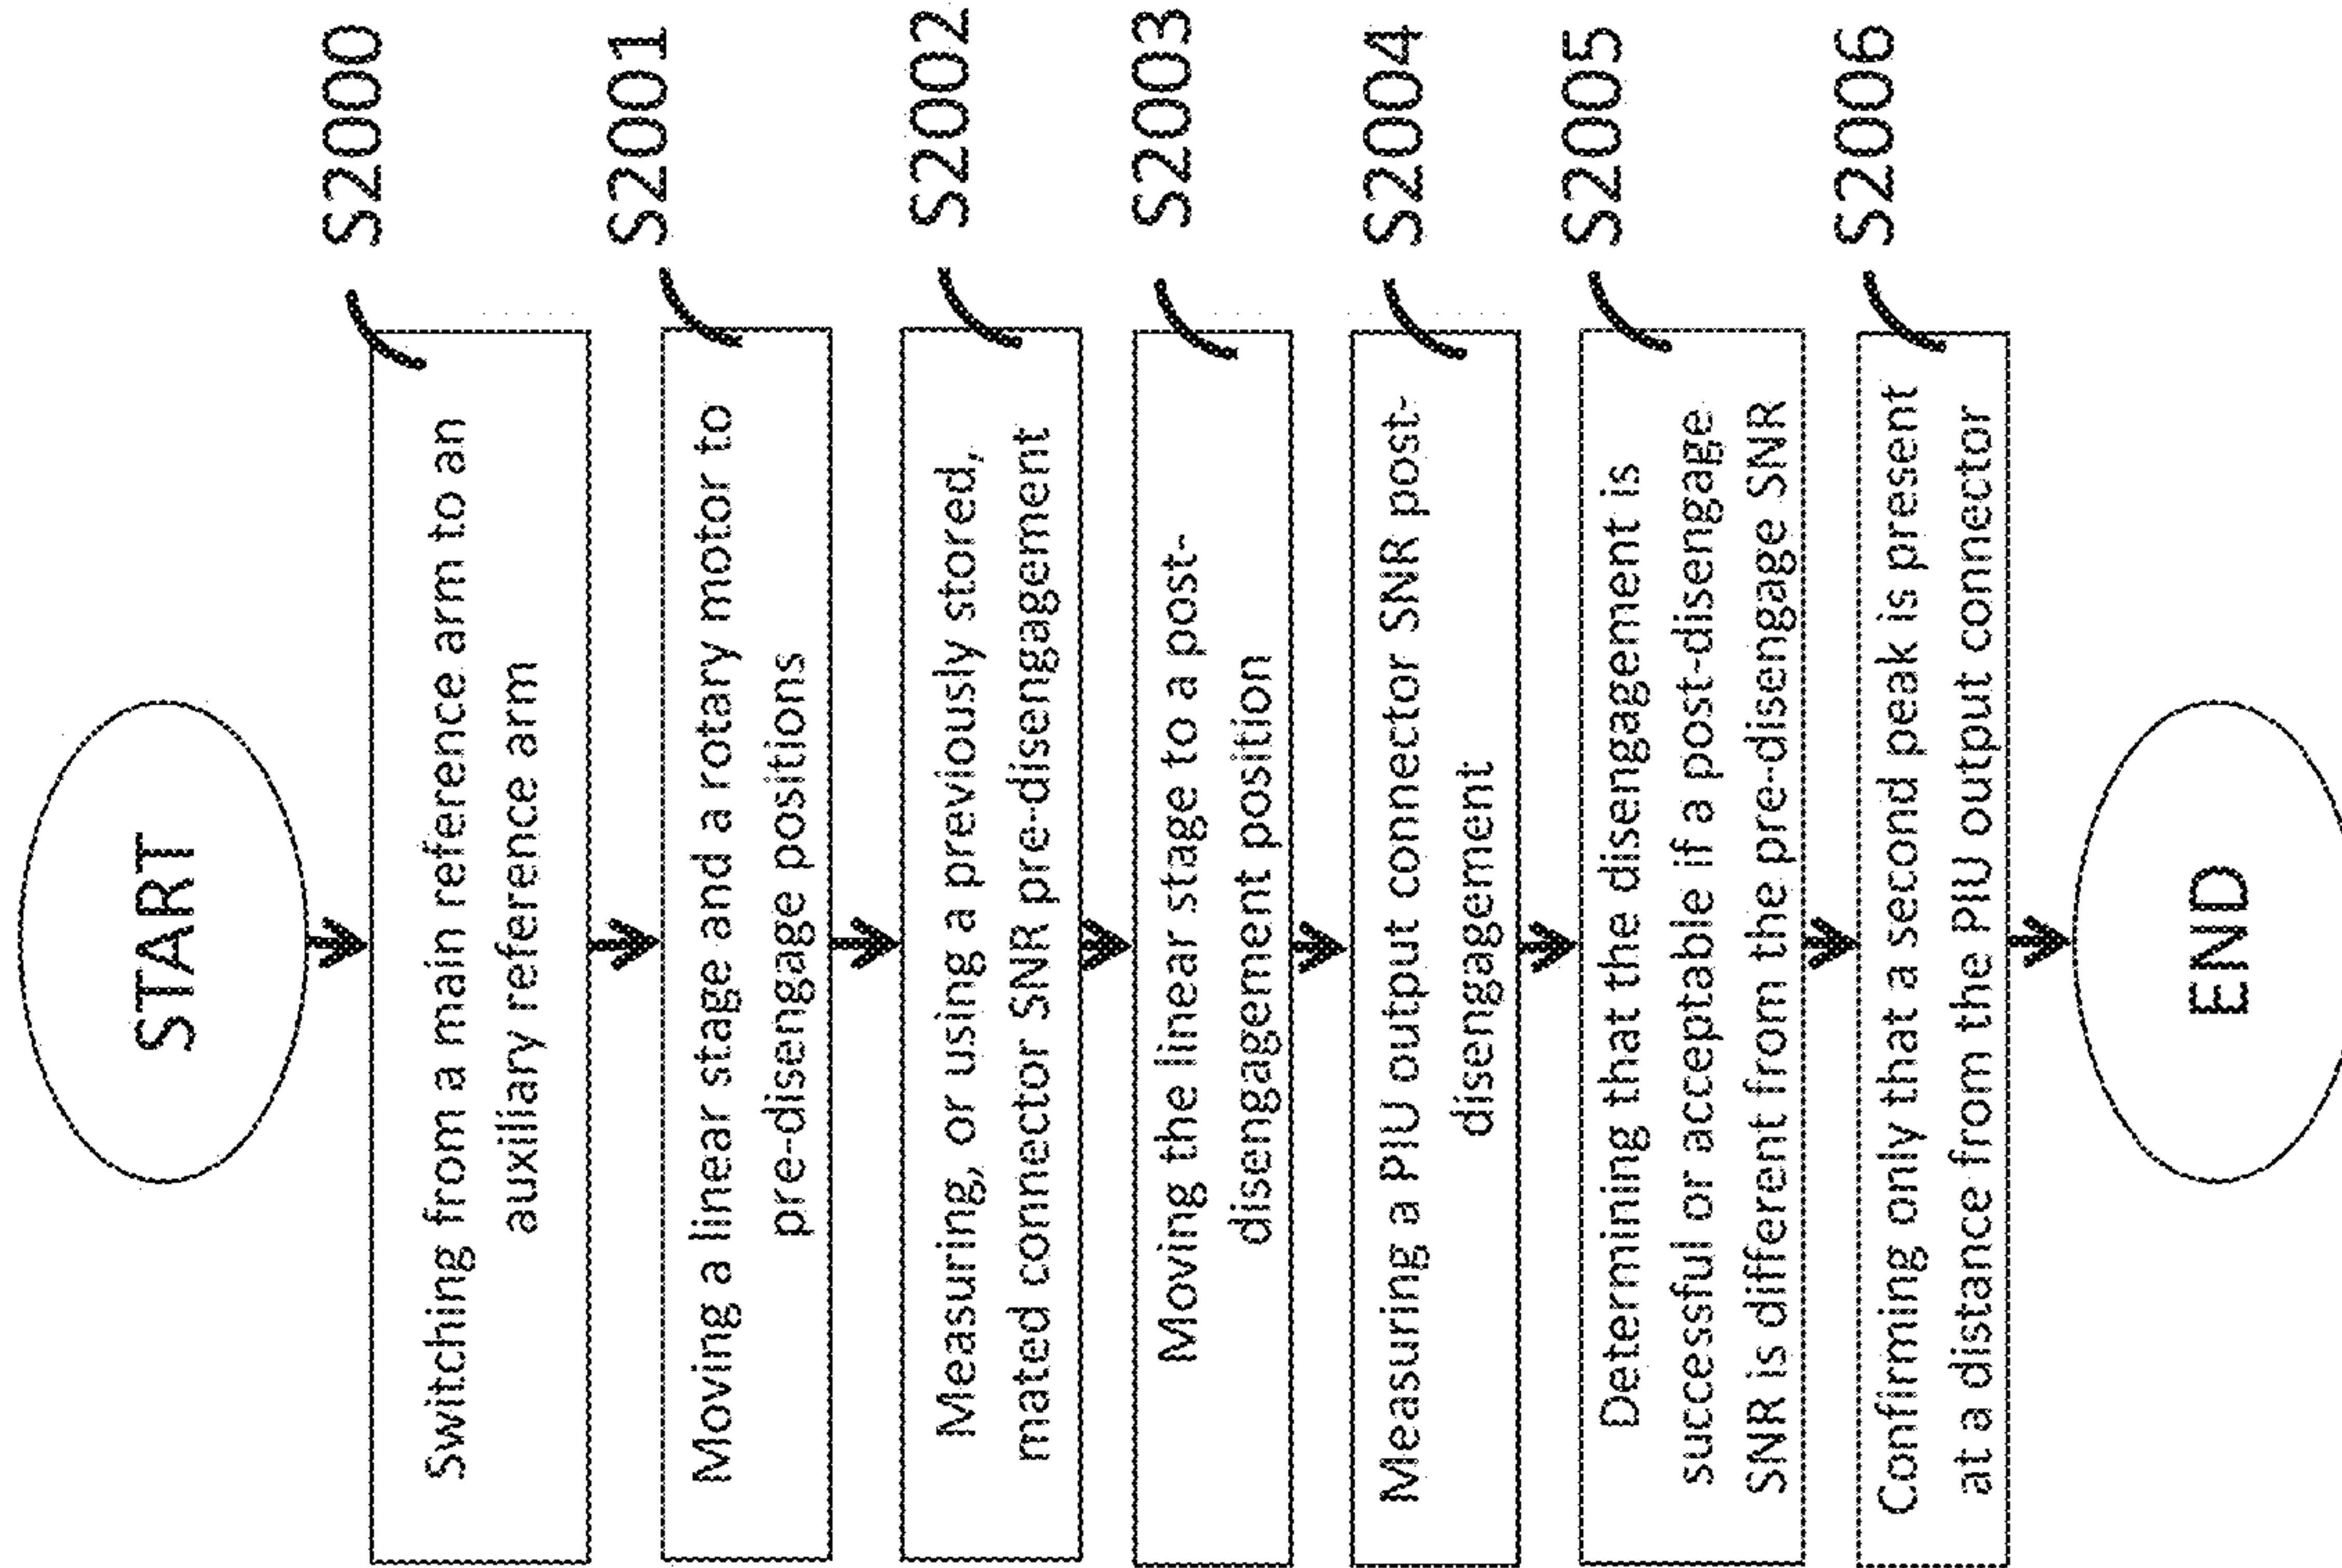 START
S2000
Switching from a main reference arm to an
auxiliary reference arm
S2001
Moving a linear stage and a rotary motor to
pre-disengage positions
S2002
Measuring, or using a previously stored,
mated connector SNR pre-disengagement
S2003
Moving the linear stage to a post-
disengagement position
S2004
Measuring a PIU output connector SNR post-
disengagement
S2005
Determining that the disengagement is
successful or acceptable if a post-disengage
SNR is different from the pre-disengage SNR
S2006
Confirming only that a second peak is present
at a distance from the PIU output connector
END